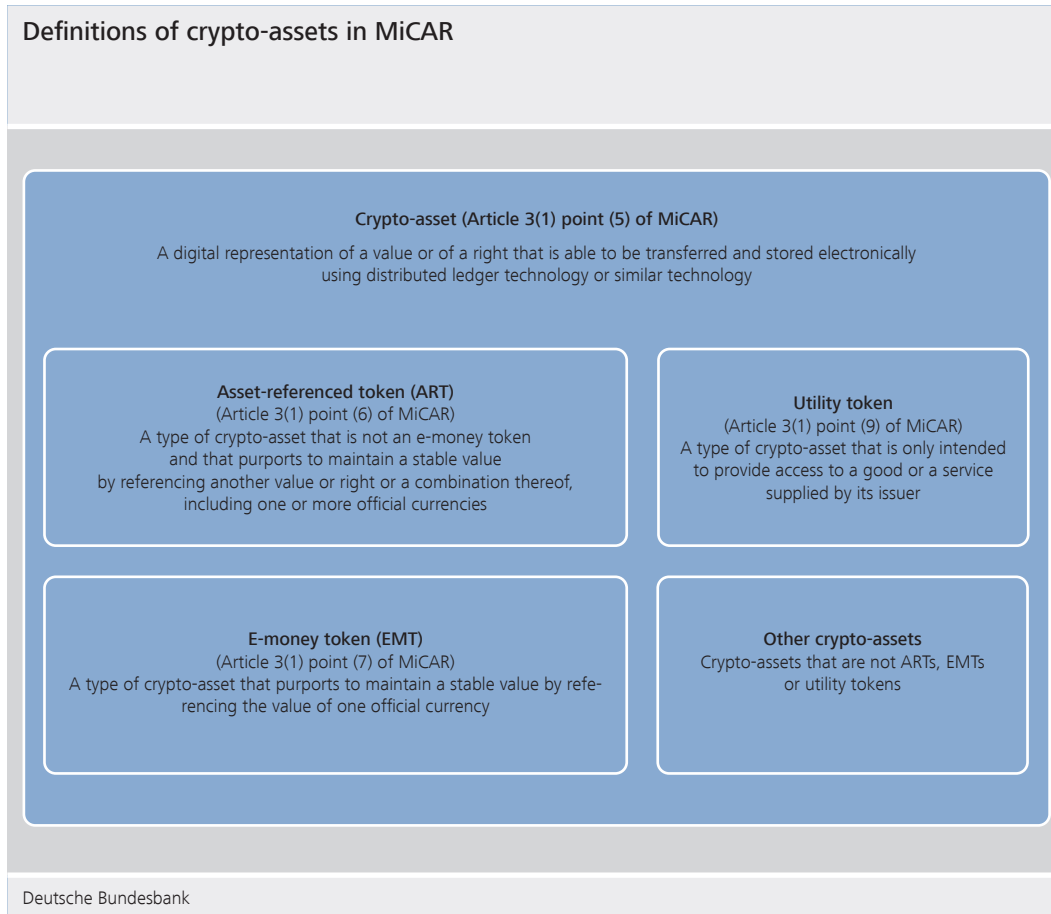 Definitions of crypto-assets in MiCAR
Crypto-asset (Article 3(1) point (5) of MiCAR)
A digital representation of a value or of a right that is able to be transferred and stored electronically
using distributed ledger technology or similar technology
Asset-referenced token (ART)
(Article 3(1) point (6) of MiCAR)
A type of crypto-asset that is not an e-money token
and that purports to maintain a stable value
by referencing another value or right or a combination thereof,
including one or more official currencies
Utility token
(Article 3(1) point (9) of MiCAR)
A type of crypto-asset that is only intended
to provide access to a good or a service
supplied by its issuer
E-money token (EMT)
(Article 3(1) point (7) of MiCAR)
A type of crypto-asset that purports to maintain a stable value by refe-
rencing the value of one official currency
Other crypto-assets
Crypto-assets that are not ARTs, EMTs
or utility tokens
Deutsche Bundesbank